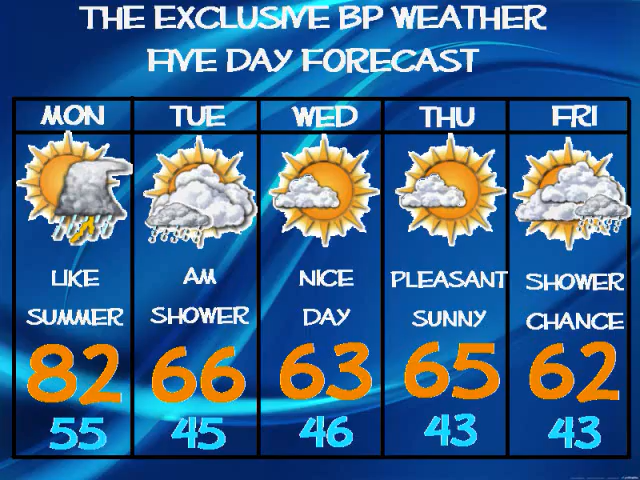 THE EXCLUSIVE BP WEATHER
FIVE DAY FORECAST
MON TUE WED THU FRI
LIKE AM NICE PLEASANT SHOWER
SUMMER SHOWER DAY SUNNY CHANCE
82 66 63 65 62
55 45 46 43 43